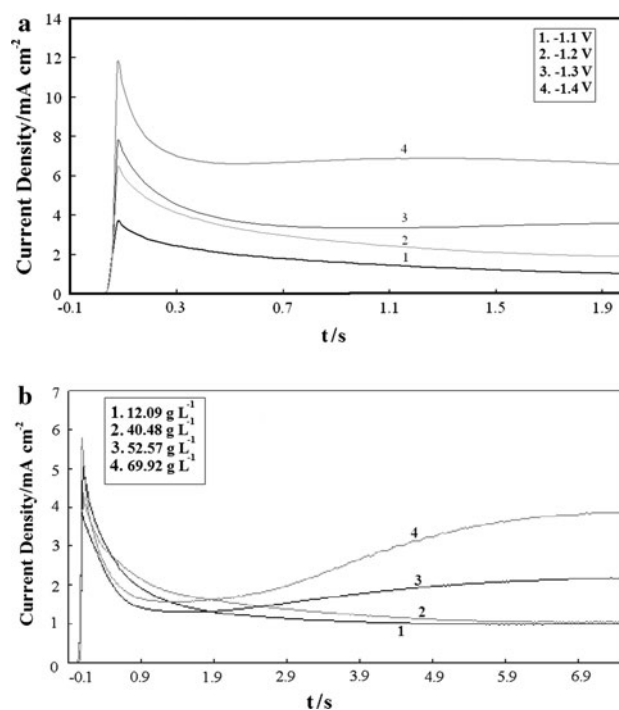 a
14
12
10
8
6
4
2
0
Current Density/mA cm-2
1. -1.1 V
2. -1.2 V
3. -1.3 V
4. -1.4 V
4
3
2
1
-0.1 0.3 0.7 1.1 1.5 1.9
t/s
b
7
6
5
4
3
2
1
0
Current Density/mA cm-2
1. 12.09 g L-1
2. 40.48 g L-1
3. 52.57 g L-1
4. 69.92 g L-1
4
3
2
1
-0.1 0.9 1.9 2.9 3.9 4.9 5.9 6.9
t/s